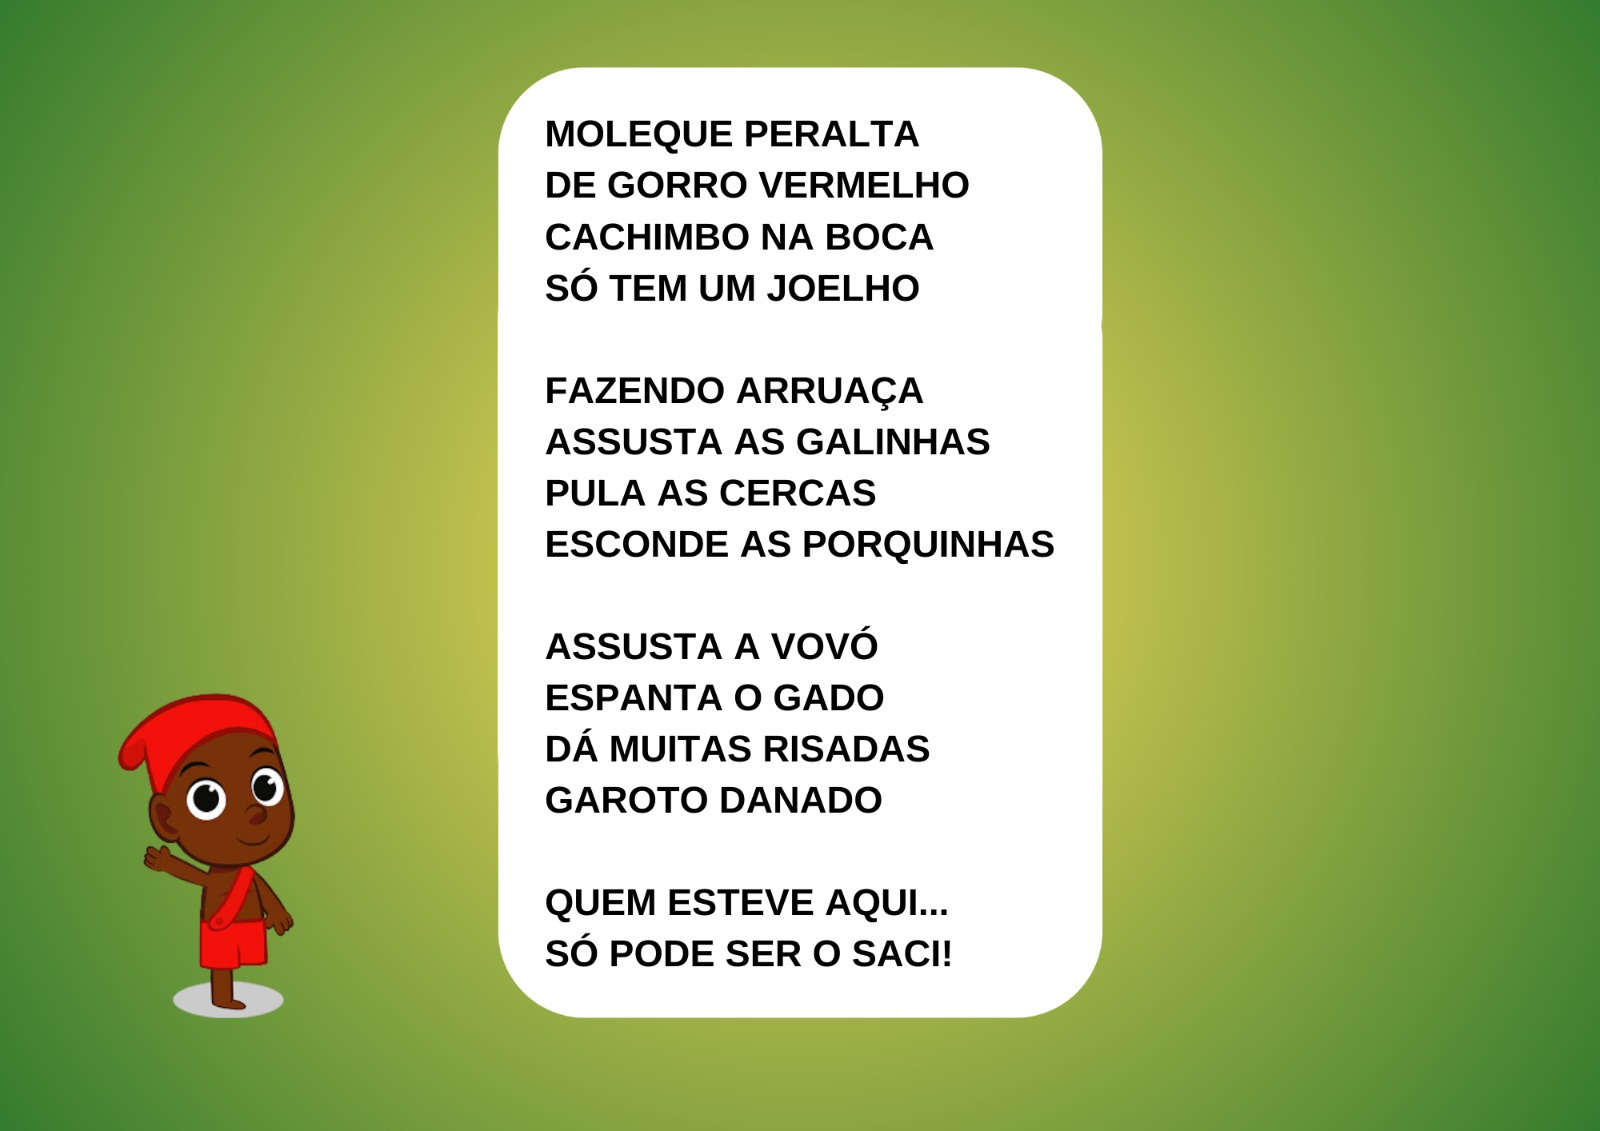 MOLEQUE PERALTA
DE GORRO VERMELHO
CACHIMBO NA BOCA
SÓ TEM UM JOELHO
FAZENDO ARRUAÇA
ASSUSTA AS GALINHAS
PULA AS CERCAS
ESCONDE AS PORQUINHAS
ASSUSTA A VOVÓ
ESPANTA O GADO
DÁ MUITAS RISADAS
GAROTO DANADO
QUEM ESTEVE AQUI...
SÓ PODE SER O SACI!